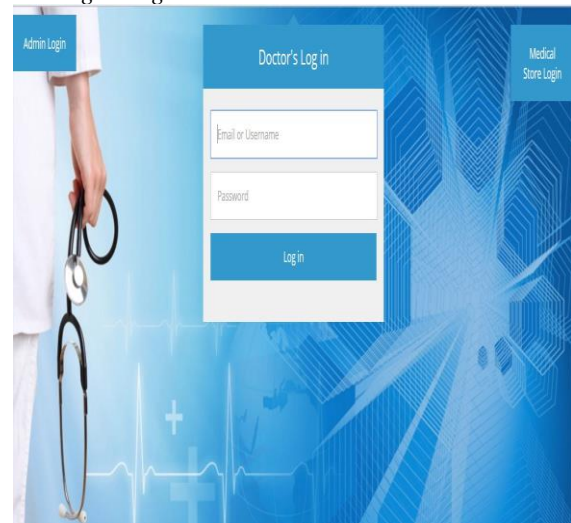 Admin Login
Doctor's Log in
Medical
Store Login
Email or Username
Password
Log in